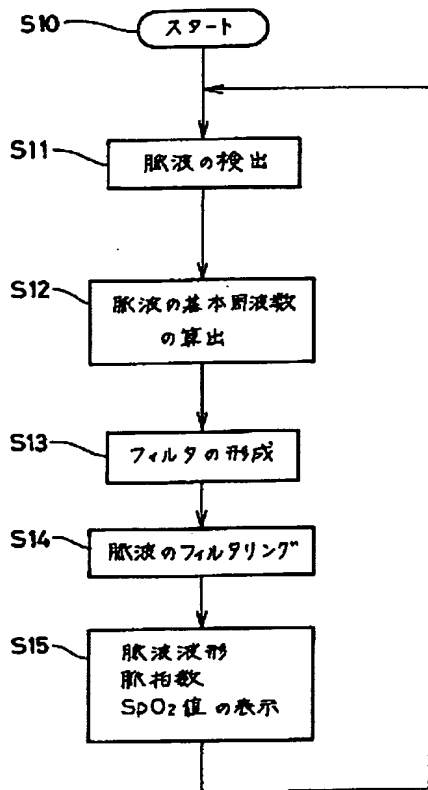 S10
スタート
S11
脈波の検出
S12
脈波の基本周波数
の算出
S13
フィルタの形成
S14
脈波のフィルタリング
S15
脈波波形
脈拍数
SpO₂値の表示